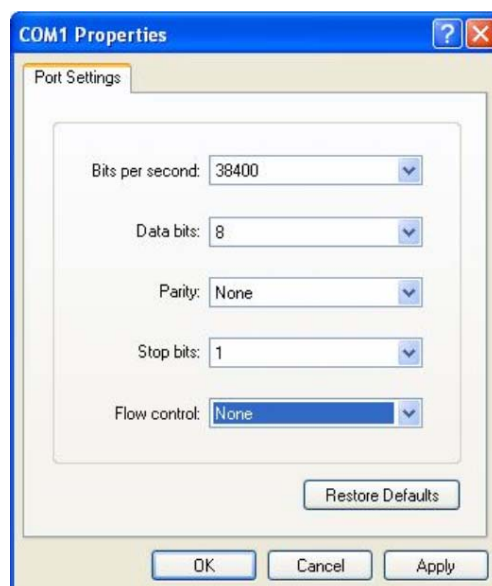 COM1 Properties
Port Settings
Bits per second: 38400
Data bits: 8
Parity: None
Stop bits: 1
Flow control: None
Restore Defaults
OK Cancel Apply